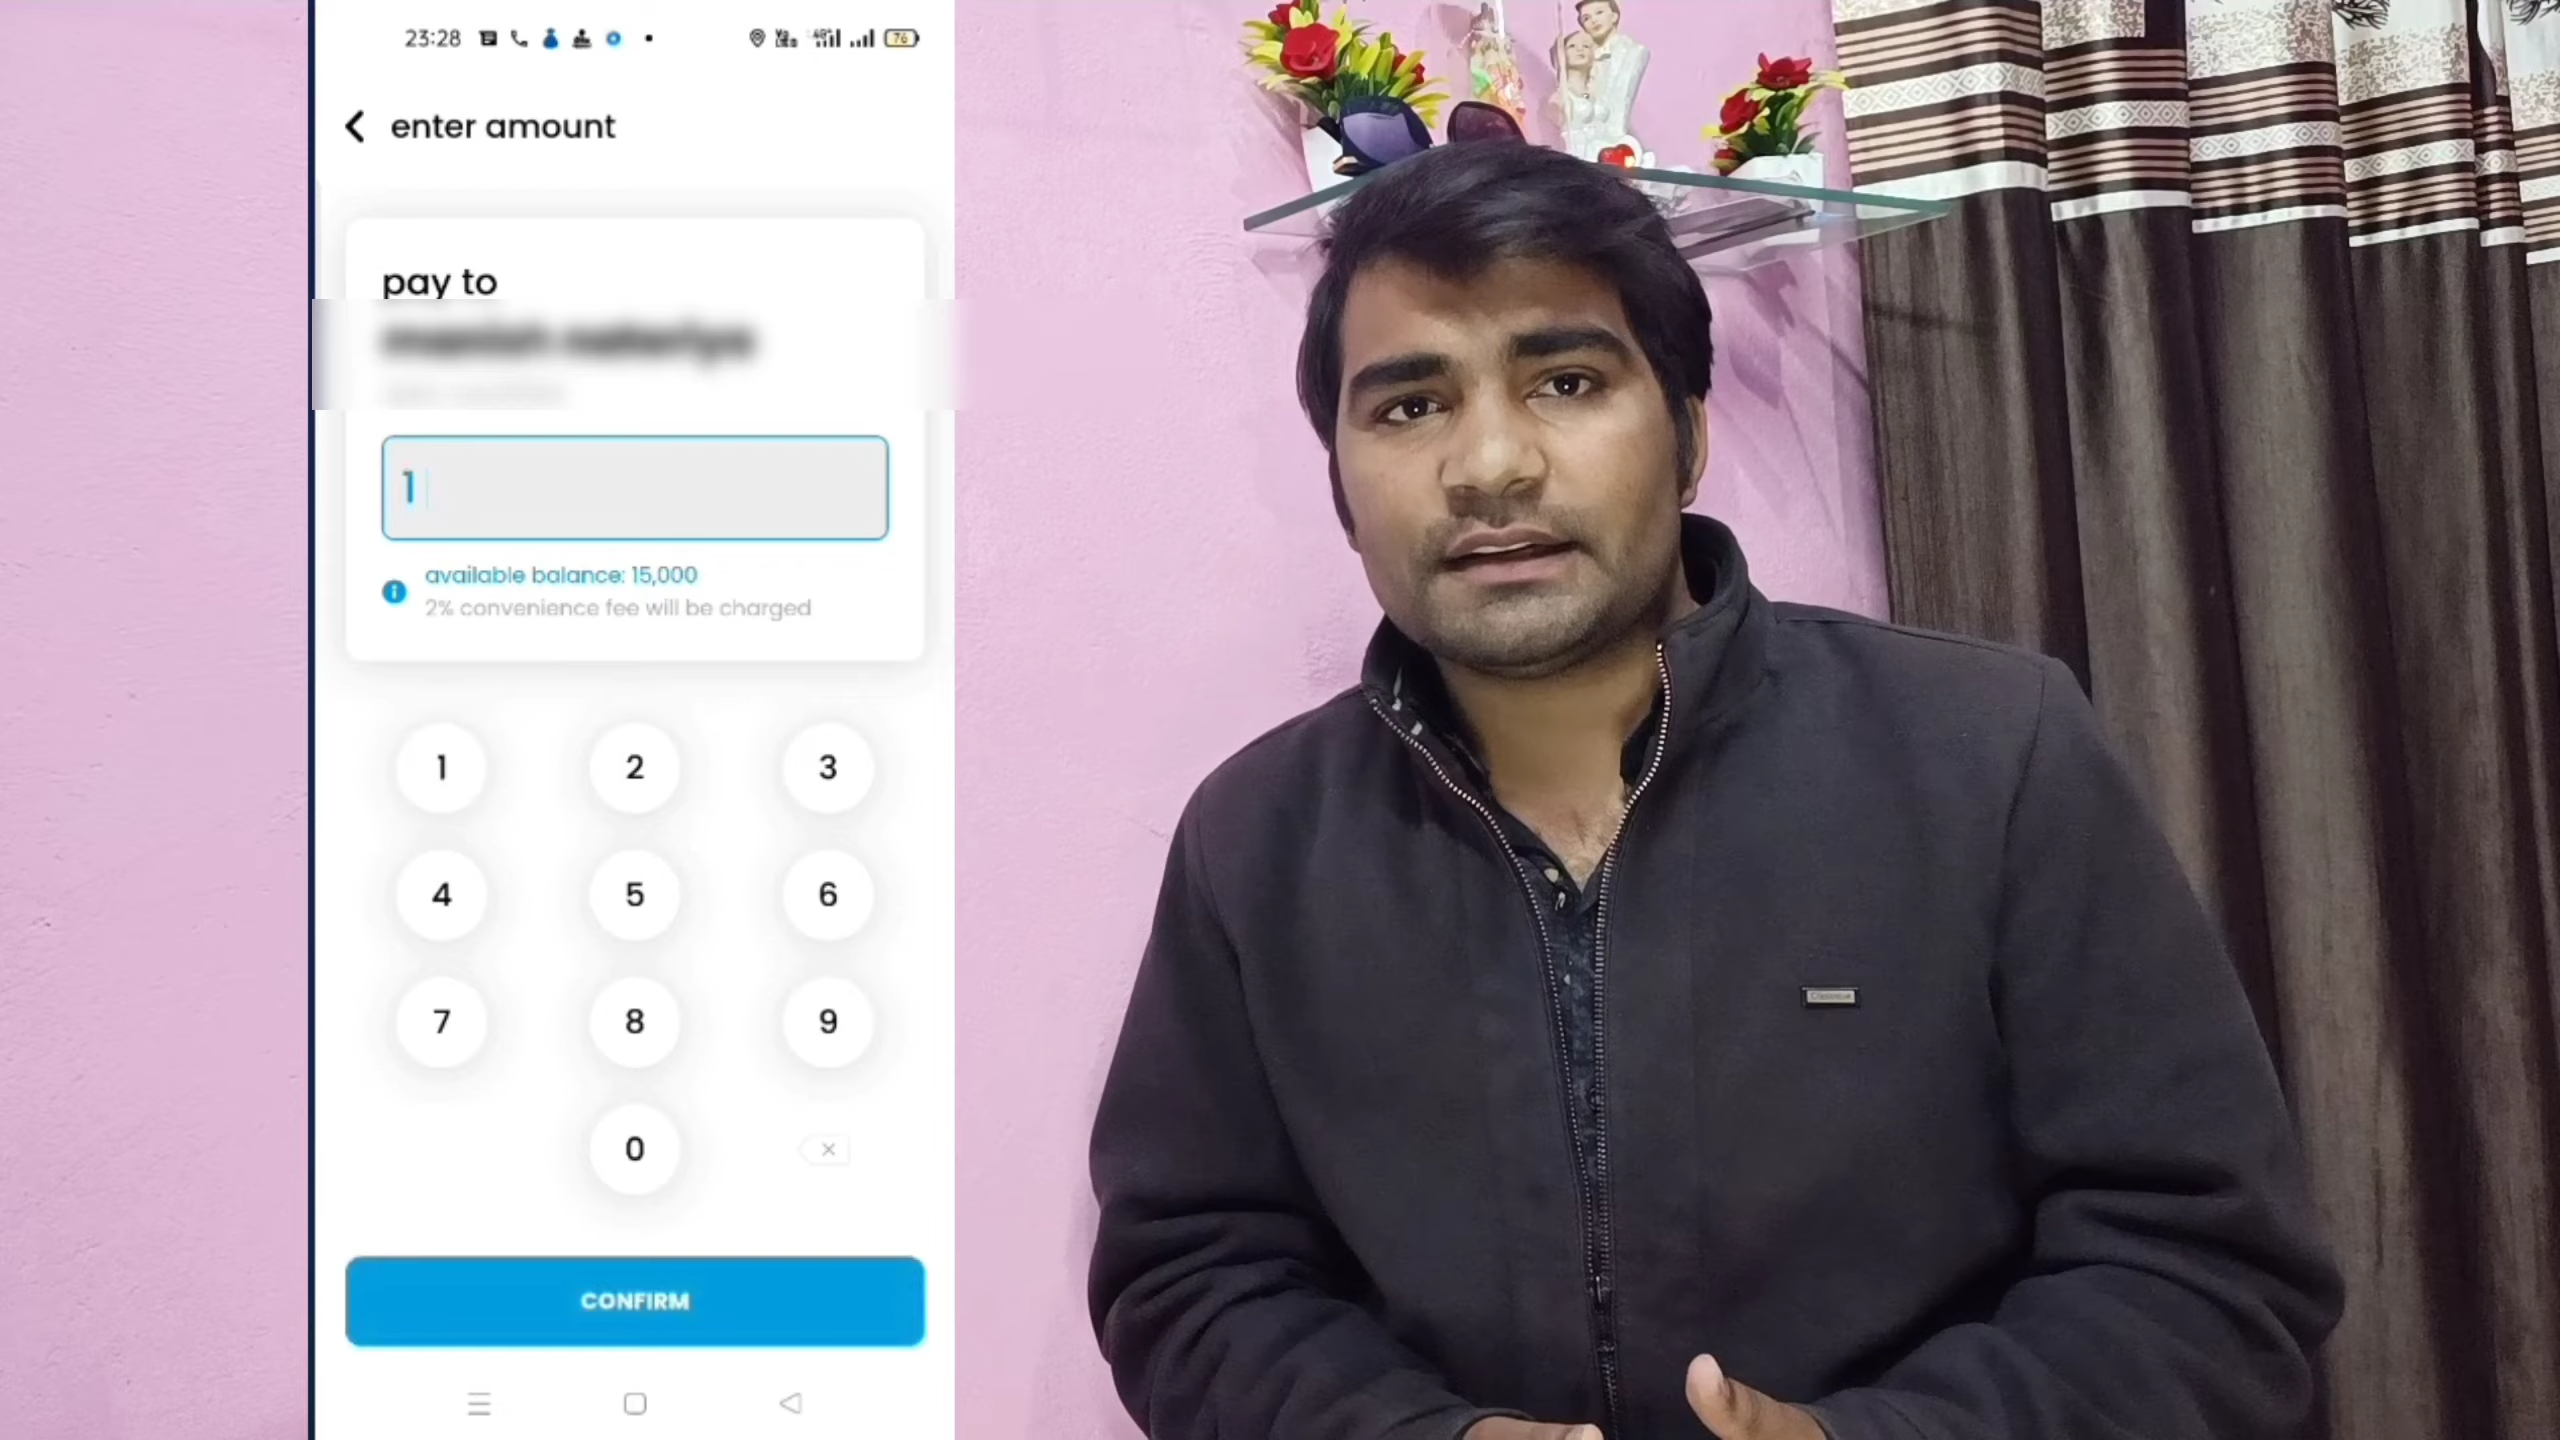 23:28
76
enter amount
pay to
1
available balance: 15,000
2% convenience fee will be charged
1 2 3
4 5 6
7 8 9
0
CONFIRM